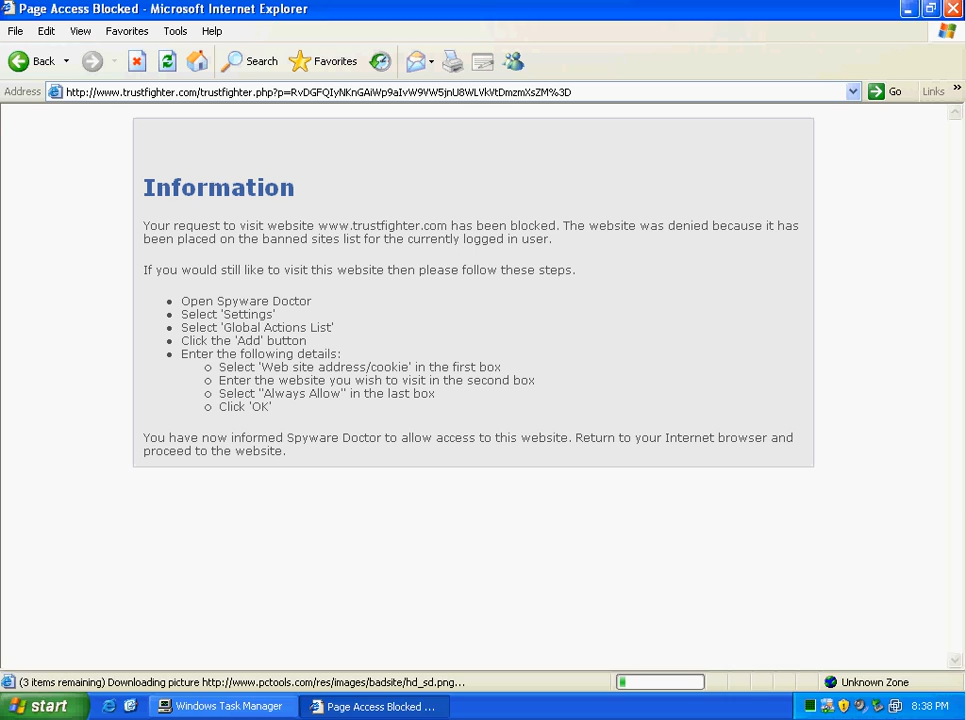 Page Access Blocked - Microsoft Internet Explorer
File Edit View Favorites Tools Help
Back Search Favorites
Address http://www.trustfighter.com/trustfighter.php?p=RvDGFQIyNKnGAiWp9aIvW9VW5jnU8WLVkVtDmzmXsZM%3D Go Links »
Information
Your request to visit website www.trustfighter.com has been blocked. The website was denied because it has
been placed on the banned sites list for the currently logged in user.
If you would still like to visit this website then please follow these steps.
• Open Spyware Doctor
• Select 'Settings'
• Select 'Global Actions List'
• Click the 'Add' button
• Enter the following details:
○ Select 'Web site address/cookie' in the first box
○ Enter the website you wish to visit in the second box
○ Select "Always Allow" in the last box
○ Click 'OK'
You have now informed Spyware Doctor to allow access to this website. Return to your Internet browser and
proceed to the website.
(3 items remaining) Downloading picture http://www.pctools.com/res/images/badsite/hd_sd.png... Unknown Zone
start Windows Task Manager Page Access Blocked ... 8:38 PM